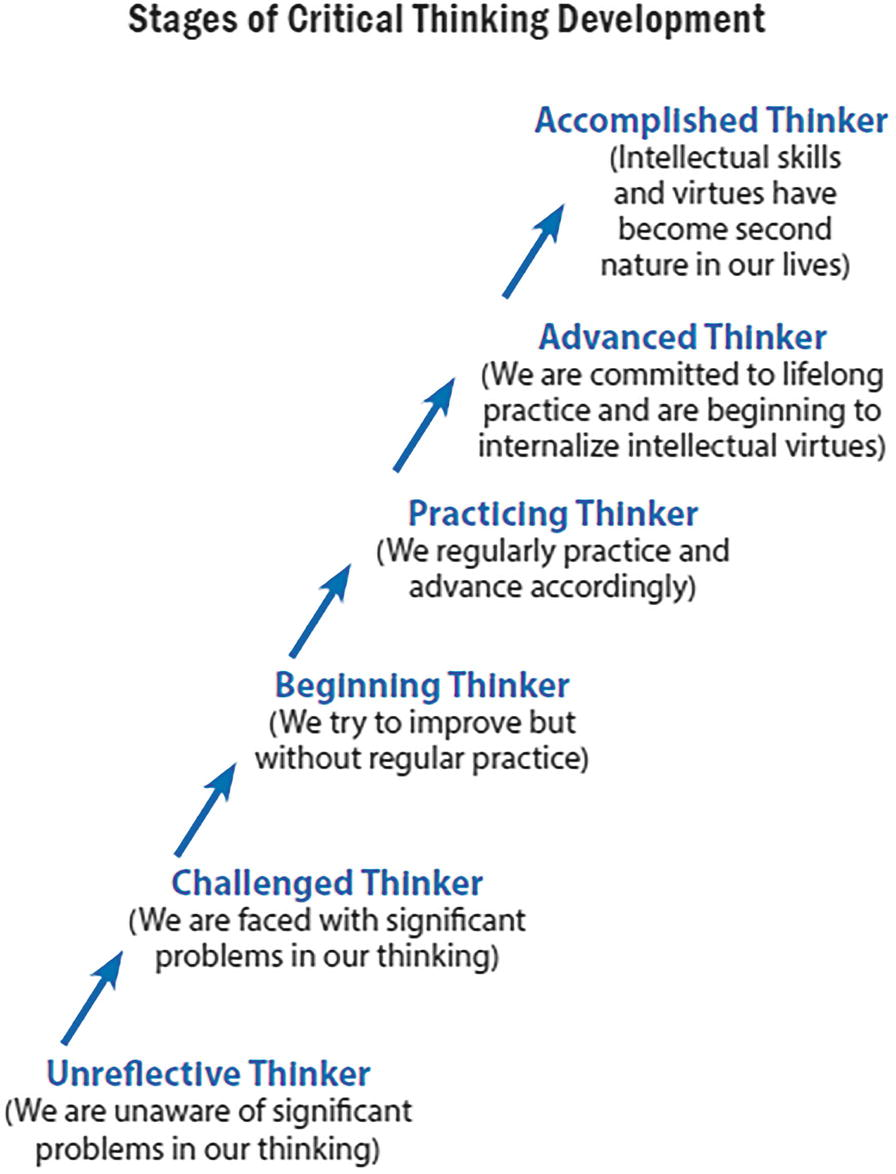 Stages of Critical Thinking Development
Accomplished Thinker
(Intellectual skills
and virtues have
become second
nature in our lives)
Advanced Thinker
(We are committed to lifelong
practice and are beginning to
internalize intellectual virtues)
Practicing Thinker
(We regularly practice and
advance accordingly)
Beginning Thinker
(We try to improve but
without regular practice)
Challenged Thinker
(We are faced with significant
problems in our thinking)
Unreflective Thinker
(We are unaware of significant
problems in our thinking)